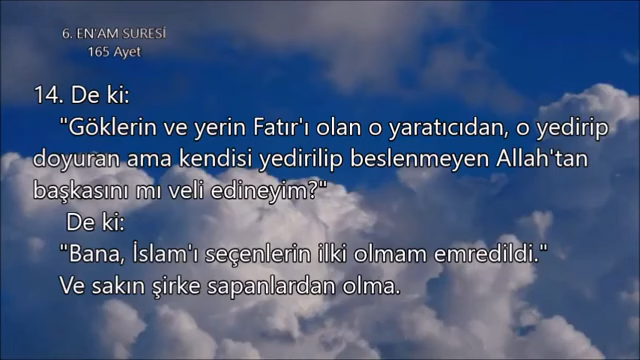 6. EN'AM SURESİ
165 Ayet
14. De ki:
"Göklerin ve yerin Fatır'ı olan o yaratıcıdan, o yedirip
doyuran ama kendisi yedirilip beslenmeyen Allah'tan
başkasını mı veli edineyim?"
De ki:
"Bana, İslam'ı seçenlerin ilki olmam emredildi."
Ve sakın şirke sapanlardan olma.